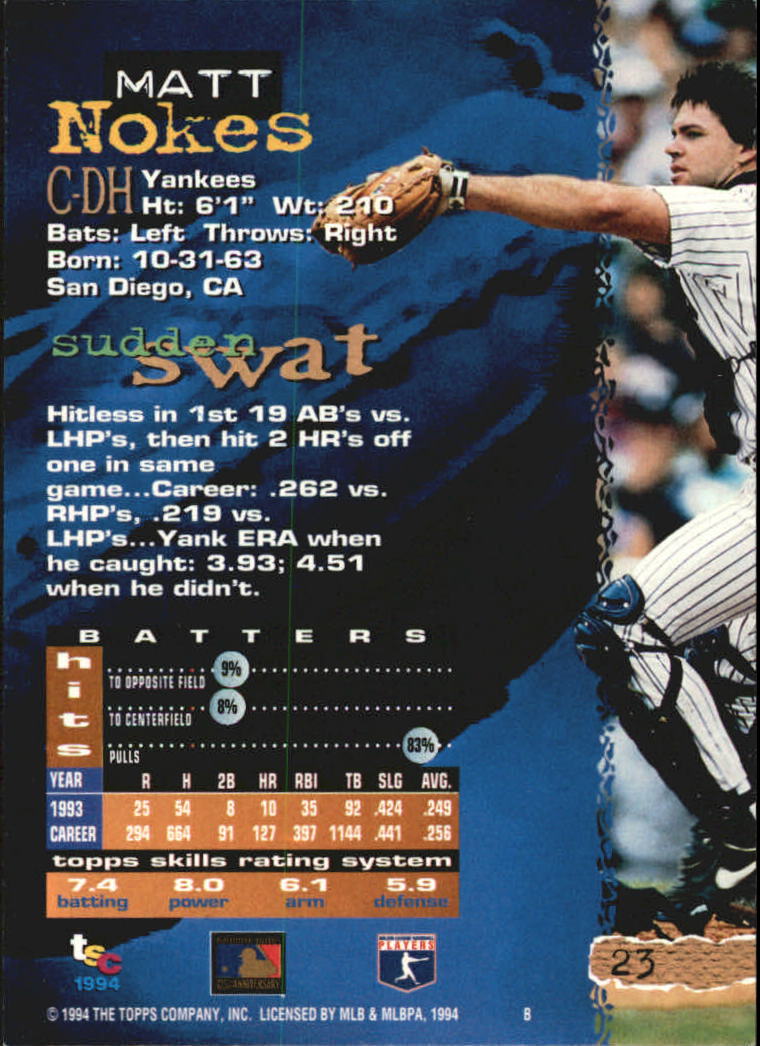 MATT
Nokes
C-DH Yankees
Ht: 6'1" Wt: 210
Bats: Left Throws: Right
Born: 10-31-63
San Diego, CA
sudden swat
Hitless in 1st 19 AB's vs.
LHP's, then hit 2 HR's off
one in same
game...Career: .262 vs.
RHP's, .219 vs.
LHP's...Yank ERA when
he caught: 3.93; 4.51
when he didn't.
BATTERS
hits
9%
TO OPPOSITE FIELD
8%
TO CENTERFIELD
83%
PULLS
YEAR R H 2B HR RBI TB SLG AVG.
1993 25 54 8 10 35 92 .424 .249
CAREER 294 664 91 127 397 1144 .441 .256
topps skills rating system
7.4 8.0 6.1 5.9
batting power arm defense
tsc
1994
125th ANNIVERSARY
PLAYERS
23
© 1994 THE TOPPS COMPANY, INC. LICENSED BY MLB & MLBPA, 1994 B